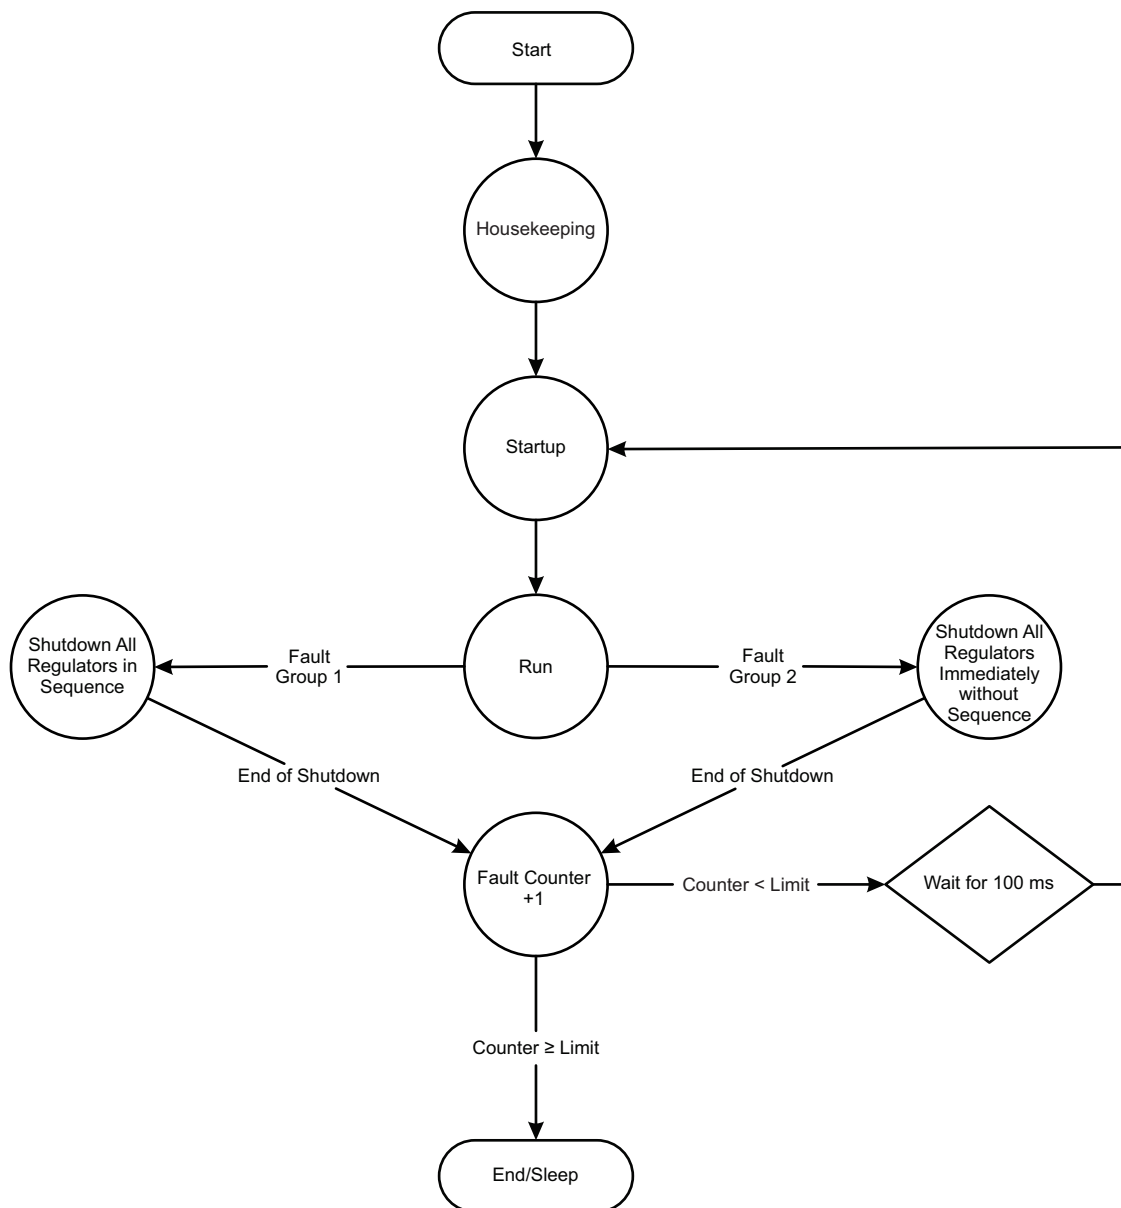 Start
Housekeeping
Startup
Shutdown All
Regulators in
Sequence
Fault
Group 1
Run
Fault
Group 2
Shutdown All
Regulators
Immediately
without
Sequence
End of Shutdown
End of Shutdown
Fault Counter
+1
Counter < Limit
Wait for 100 ms
Counter ≥ Limit
End/Sleep